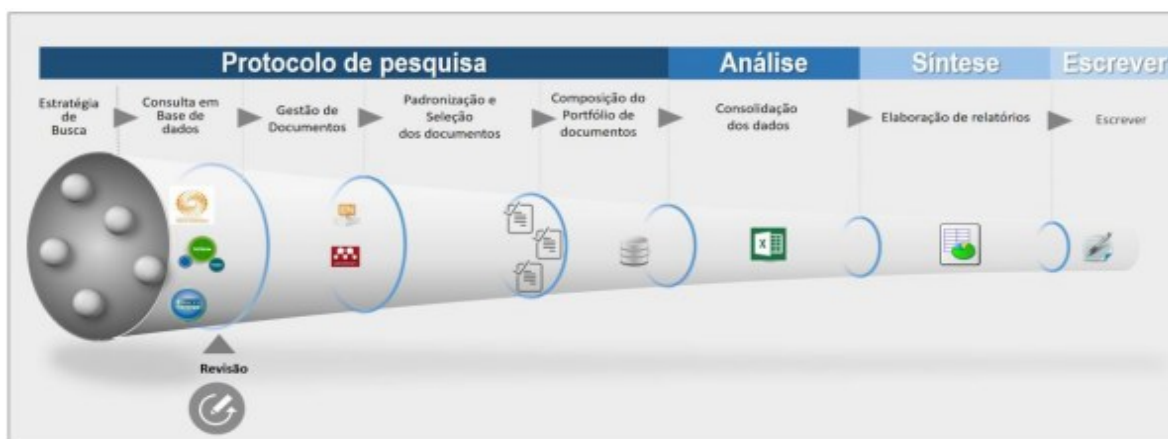 Protocolo de pesquisa
Análise
Síntese
Escrever
Estratégia
de
Busca
Consulta em
Base de
dados
Gestão de
Documentos
Padronização e
Seleção
dos documentos
Composição do
Portfólio de
documentos
Consolidação
dos dados
Elaboração de relatórios
Escrever
Revisão